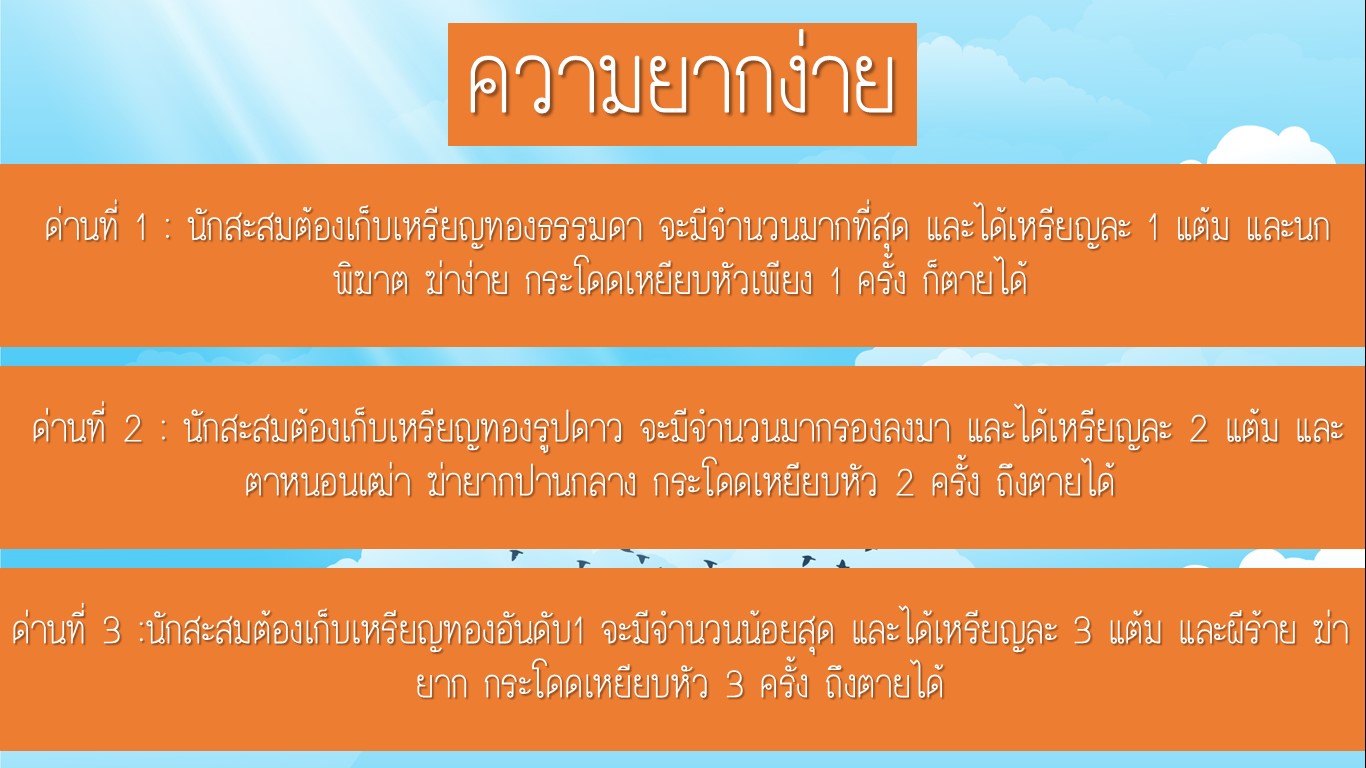 ความยากง่าย
ด่านที่ 1 : นักสะสมต้องเก็บเหรียญทองธรรมดา จะมีจำนวนมากที่สุด และได้เหรียญละ 1 แต้ม และนก
พิฆาต ฆ่าง่าย กระโดดเหยียบหัวเพียง 1 ครั้ง ก็ตายได้
ด่านที่ 2 : นักสะสมต้องเก็บเหรียญทองรูปดาว จะมีจำนวนมากรองลงมา และได้เหรียญละ 2 แต้ม และ
ตาหนอนเฒ่า ฆ่ายากปานกลาง กระโดดเหยียบหัว 2 ครั้ง ถึงตายได้
ด่านที่ 3 :นักสะสมต้องเก็บเหรียญทองอันดับ1 จะมีจำนวนน้อยสุด และได้เหรียญละ 3 แต้ม และผีร้าย ฆ่า
ยาก กระโดดเหยียบหัว 3 ครั้ง ถึงตายได้